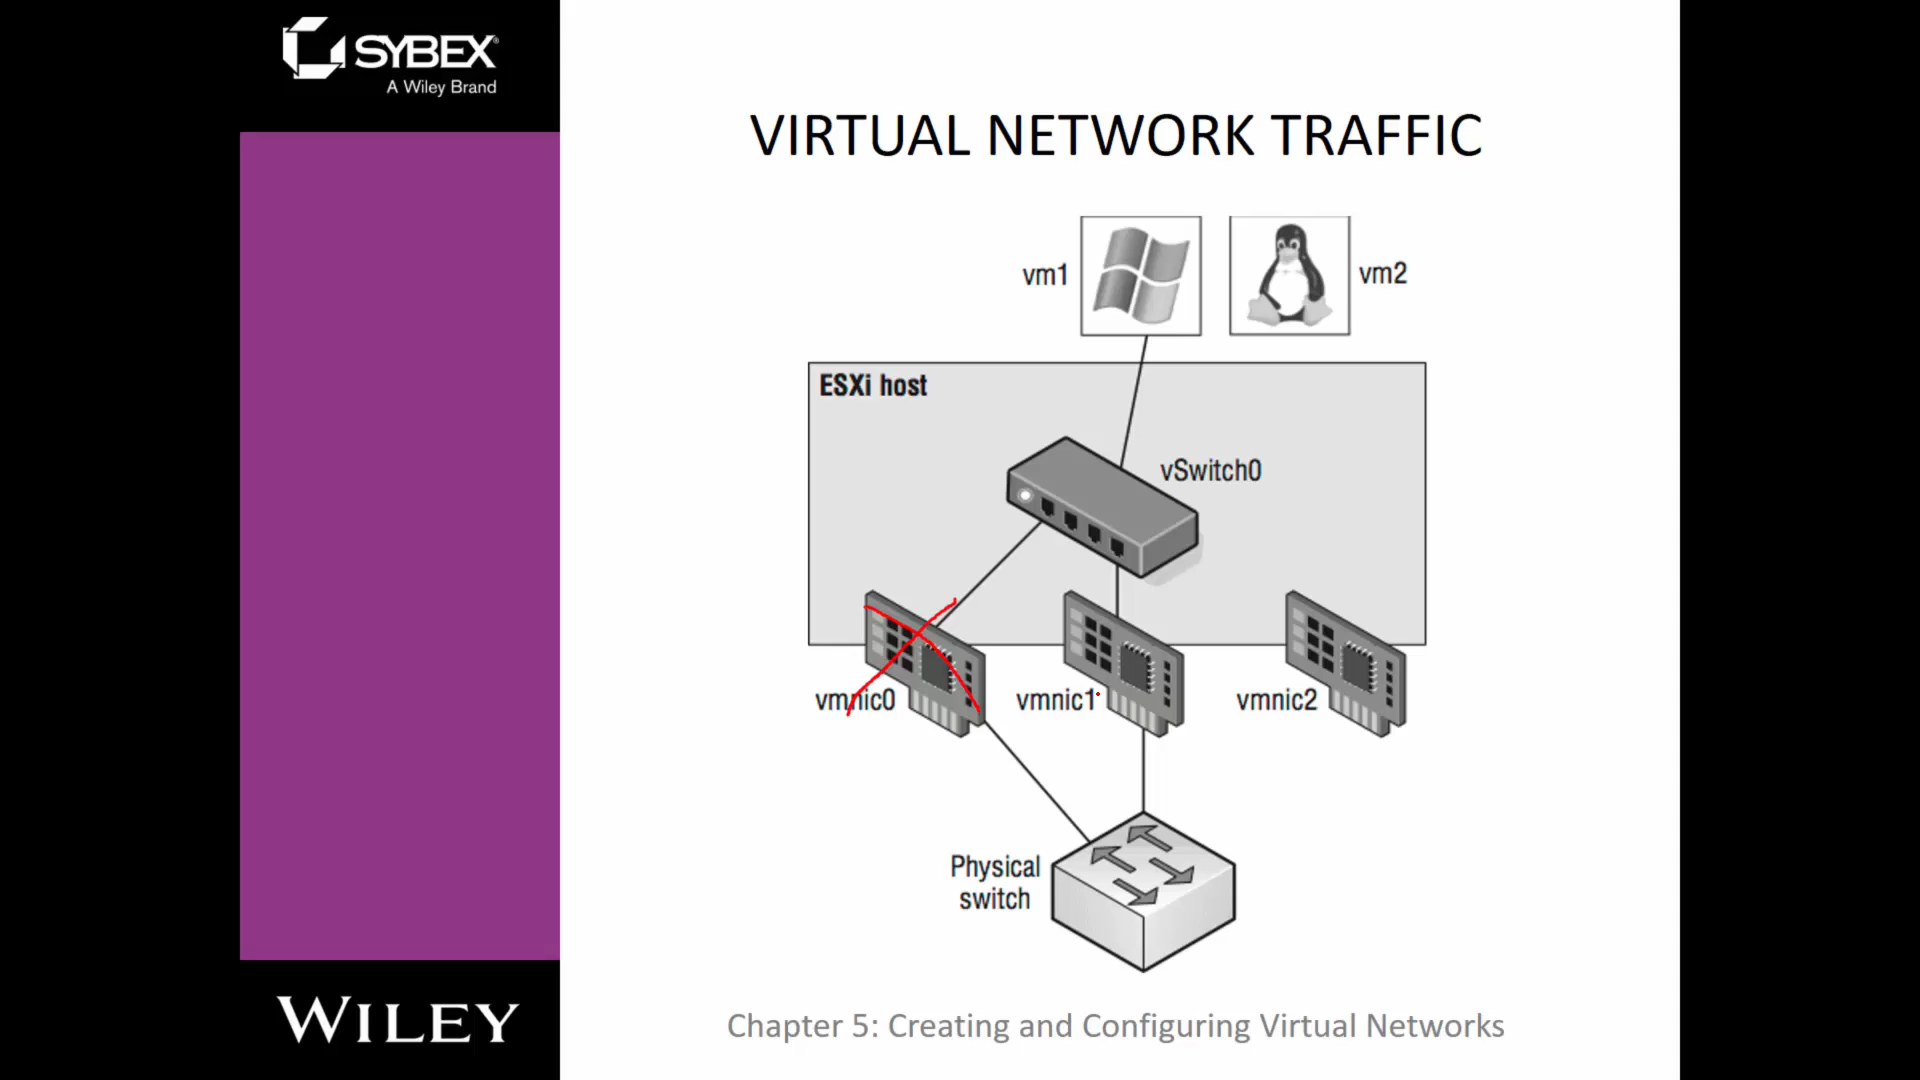 SYBEX®
A Wiley Brand
VIRTUAL NETWORK TRAFFIC
vm1
vm2
ESXi host
vSwitch0
vmnic0
vmnic1
vmnic2
Physical
switch
WILEY
Chapter 5: Creating and Configuring Virtual Networks